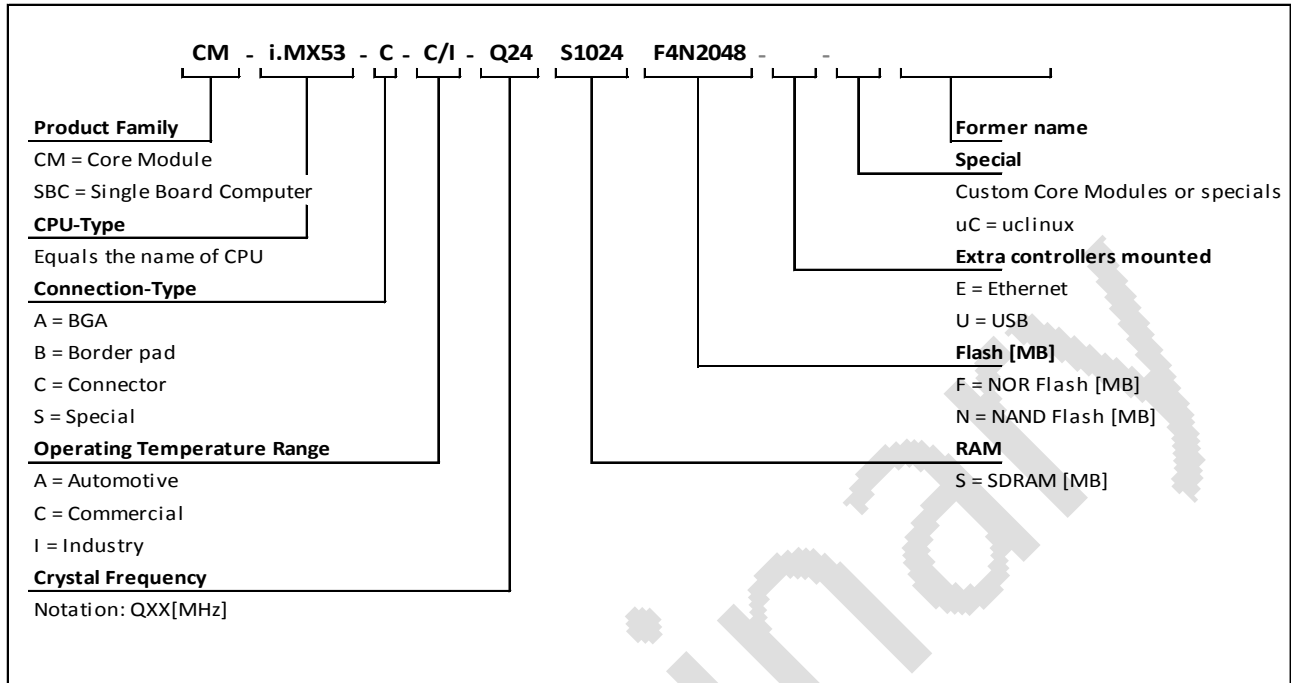 CM - i.MX53 - C - C/I - Q24 S1024 F4N2048 - -
Product Family
CM = Core Module
SBC = Single Board Computer
CPU-Type
Equals the name of CPU
Connection-Type
A = BGA
B = Border pad
C = Connector
S = Special
Operating Temperature Range
A = Automotive
C = Commercial
I = Industry
Crystal Frequency
Notation: QXX[MHz]
Former name
Special
Custom Core Modules or specials
uC = uclinux
Extra controllers mounted
E = Ethernet
U = USB
Flash [MB]
F = NOR Flash [MB]
N = NAND Flash [MB]
RAM
S = SDRAM [MB]
inary